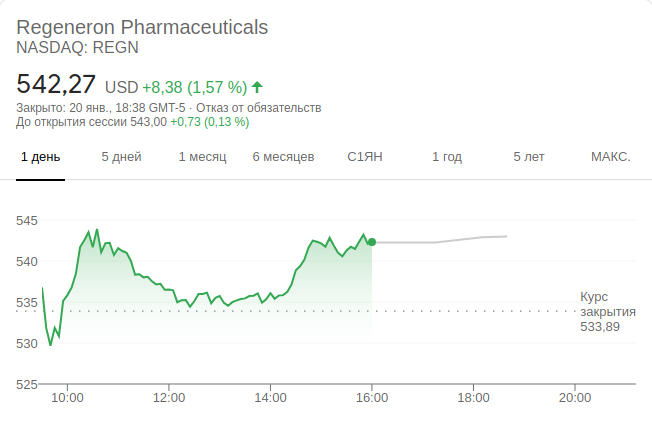 Regeneron Pharmaceuticals
NASDAQ: REGN
542,27 USD +8,38 (1,57 %)
Закрыто: 20 янв., 18:38 GMT-5 · Отказ от обязательств
До открытия сессии 543,00 +0,73 (0,13 %)
1 день 5 дней 1 месяц 6 месяцев С1ЯН 1 год 5 лет МАКС.
545
540
535
530
525
Курс
закрытия
533,89
10:00 12:00 14:00 16:00 18:00 20:00